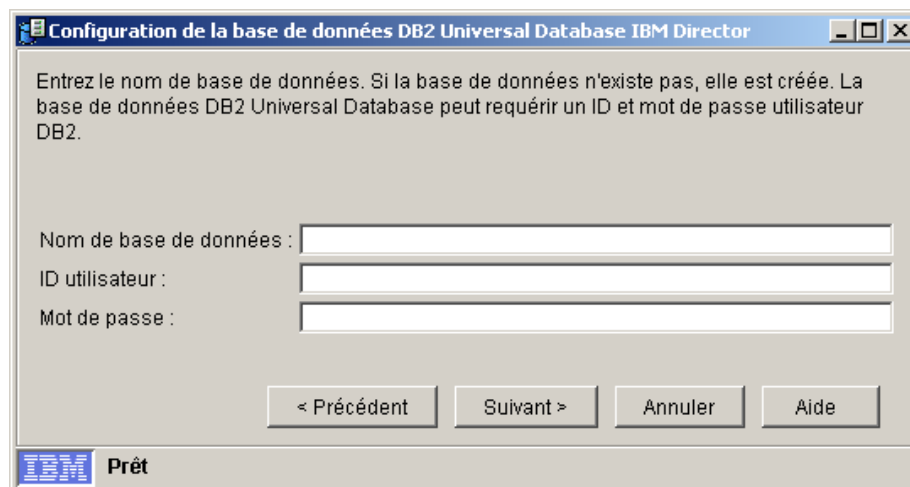 Configuration de la base de données DB2 Universal Database IBM Director
Entrez le nom de base de données. Si la base de données n'existe pas, elle est créée. La
base de données DB2 Universal Database peut requérir un ID et mot de passe utilisateur
DB2.
Nom de base de données :
ID utilisateur :
Mot de passe :
< Précédent Suivant > Annuler Aide
IBM Prêt